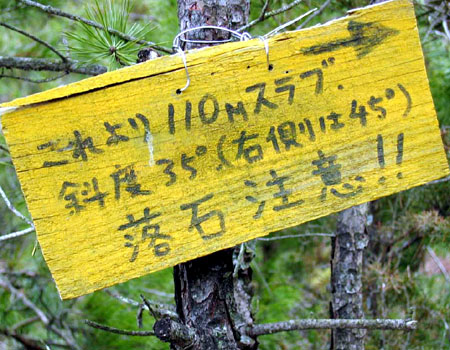 →
これより110Mスラブ.
斜度35°.(右側は45°)
落石注意!!